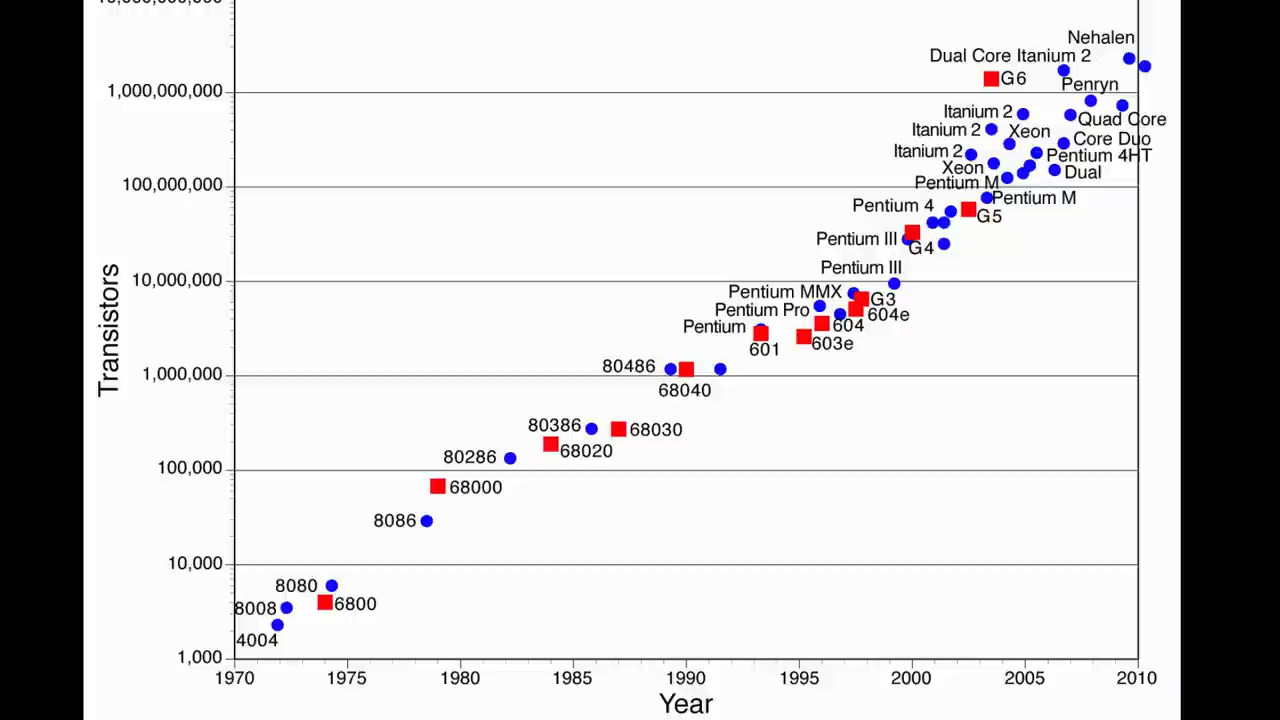 10,000,000,000
Nehalen
Dual Core Itanium 2
G6
Penryn
1,000,000,000
Itanium 2
Quad Core
Itanium 2
Xeon
Core Duo
Itanium 2
Pentium 4HT
Xeon
Dual
Pentium M
100,000,000
Pentium M
Pentium 4
G5
Pentium III
G4
Pentium III
10,000,000
Pentium MMX
G3
Pentium Pro
604e
Pentium
604
601
603e
80486
1,000,000
68040
80386
68030
68020
80286
100,000
68000
8086
10,000
8080
6800
8008
4004
1,000
Transistors
1970 1975 1980 1985 1990 1995 2000 2005 2010
Year